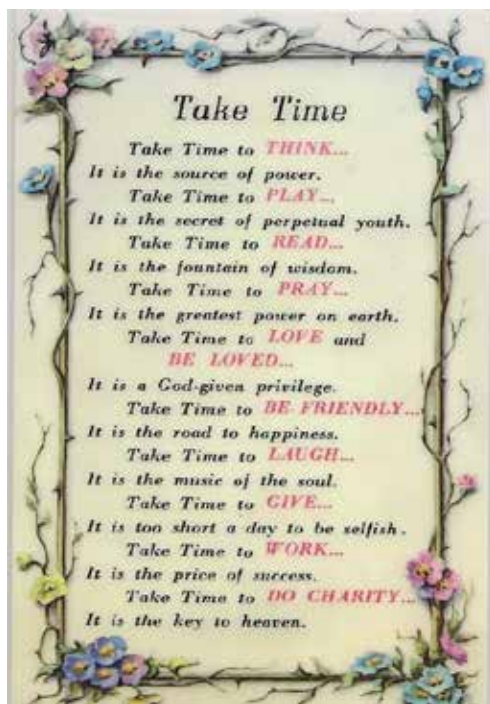 Take Time
Take Time to THINK...
It is the source of power.
Take Time to PLAY...
It is the secret of perpetual youth.
Take Time to READ...
It is the fountain of wisdom.
Take Time to PRAY...
It is the greatest power on earth.
Take Time to LOVE and
BE LOVED...
It is a God-given privilege.
Take Time to BE FRIENDLY...
It is the road to happiness.
Take Time to LAUGH...
It is the music of the soul.
Take Time to GIVE...
It is too short a day to be selfish.
Take Time to WORK...
It is the price of success.
Take Time to DO CHARITY...
It is the key to heaven.